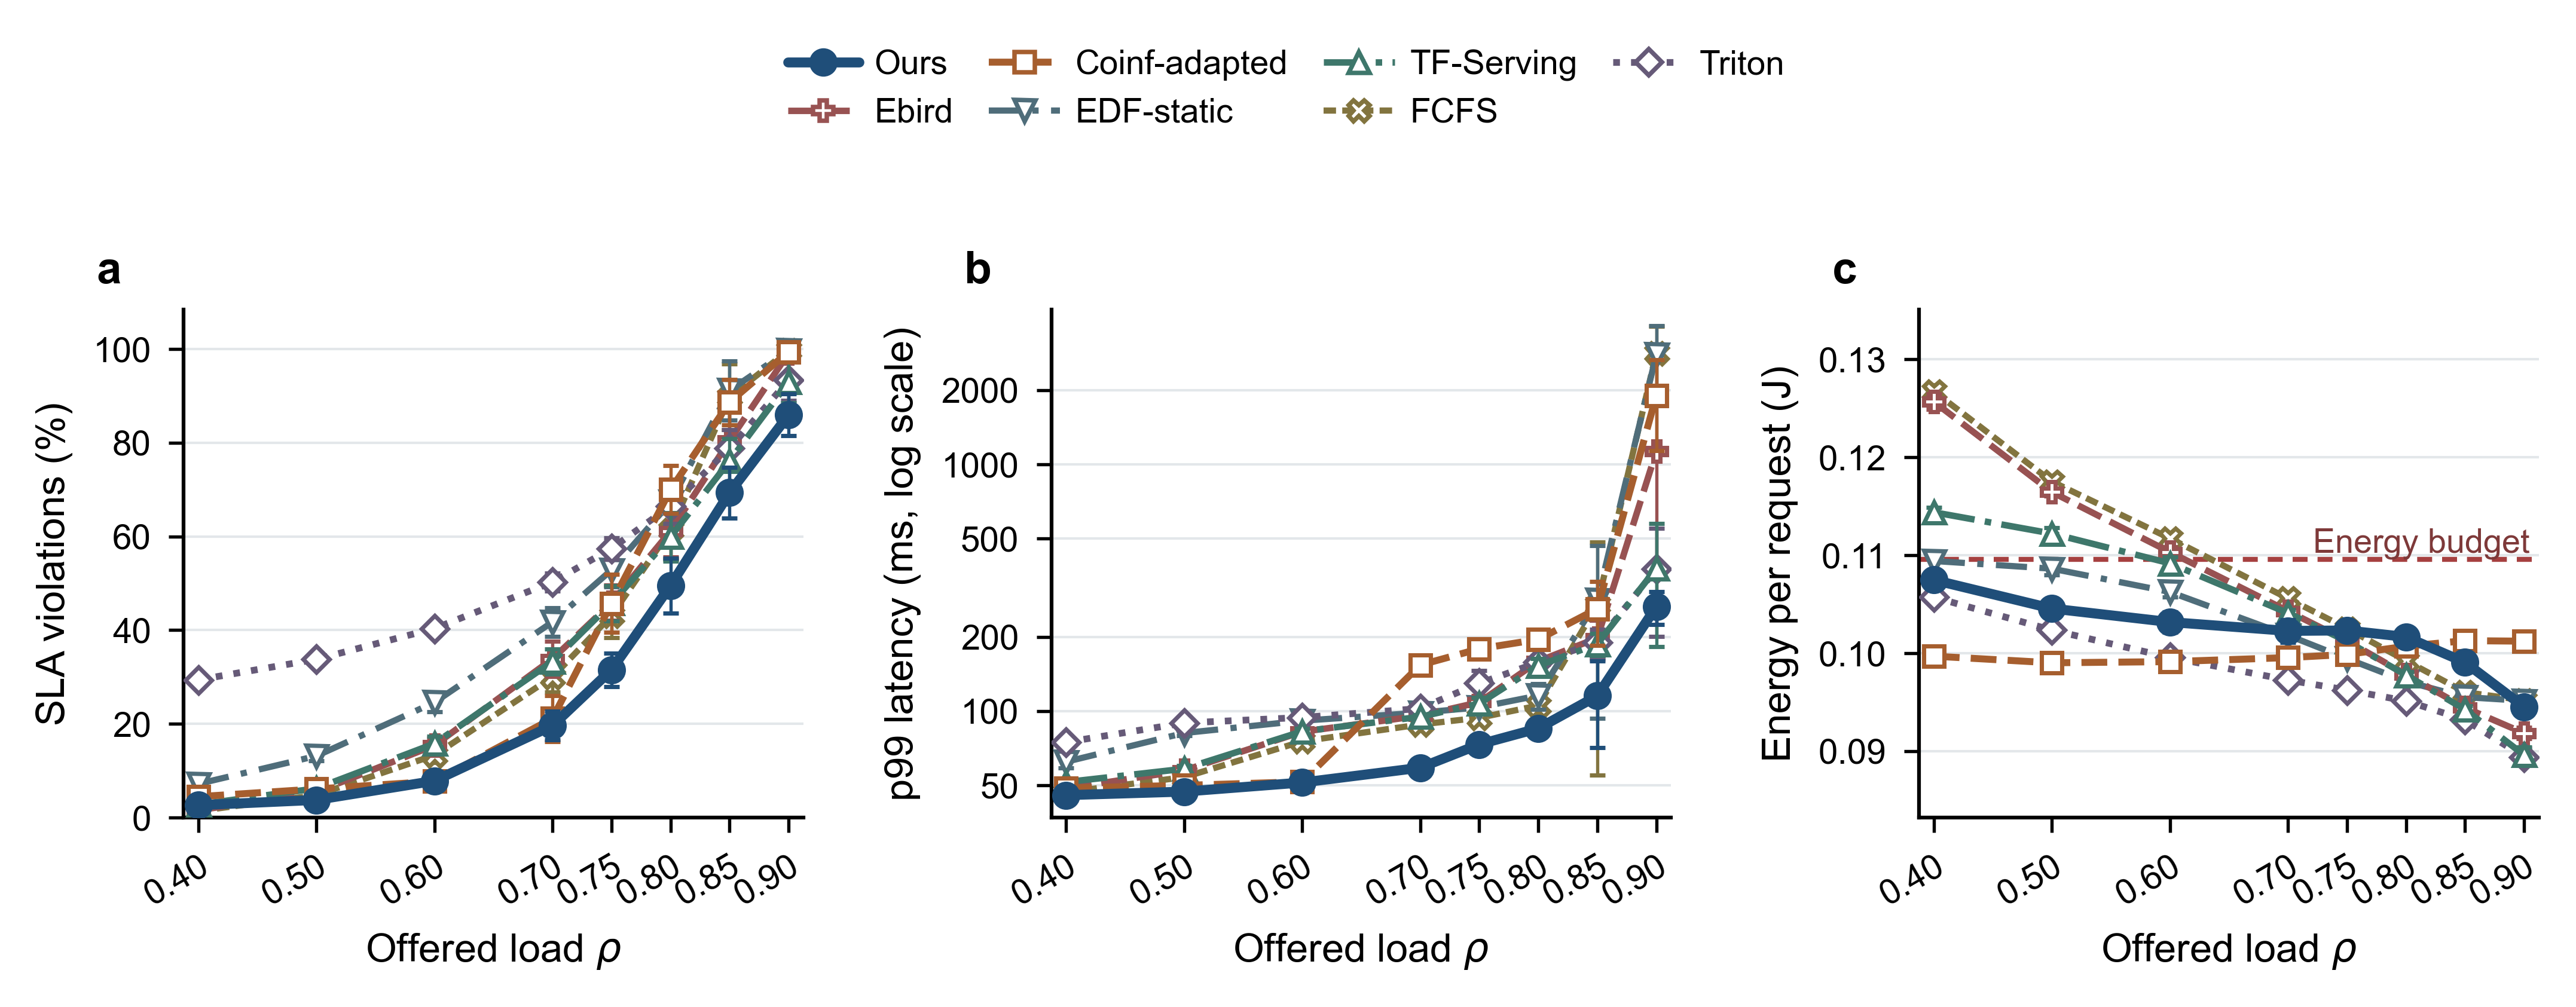 Ours
Coinf-adapted
TF-Serving
Triton
Ebird
EDF-static
FCFS
a
SLA violations (%)
100
80
60
40
20
0
0.40
0.50
0.60
0.70
0.75
0.80
0.85
0.90
Offered load ρ
b
p99 latency (ms, log scale)
2000
1000
500
200
100
50
0.40
0.50
0.60
0.70
0.75
0.80
0.85
0.90
Offered load ρ
c
Energy per request (J)
0.13
0.12
0.11
0.10
0.09
Energy budget
0.40
0.50
0.60
0.70
0.75
0.80
0.85
0.90
Offered load ρ